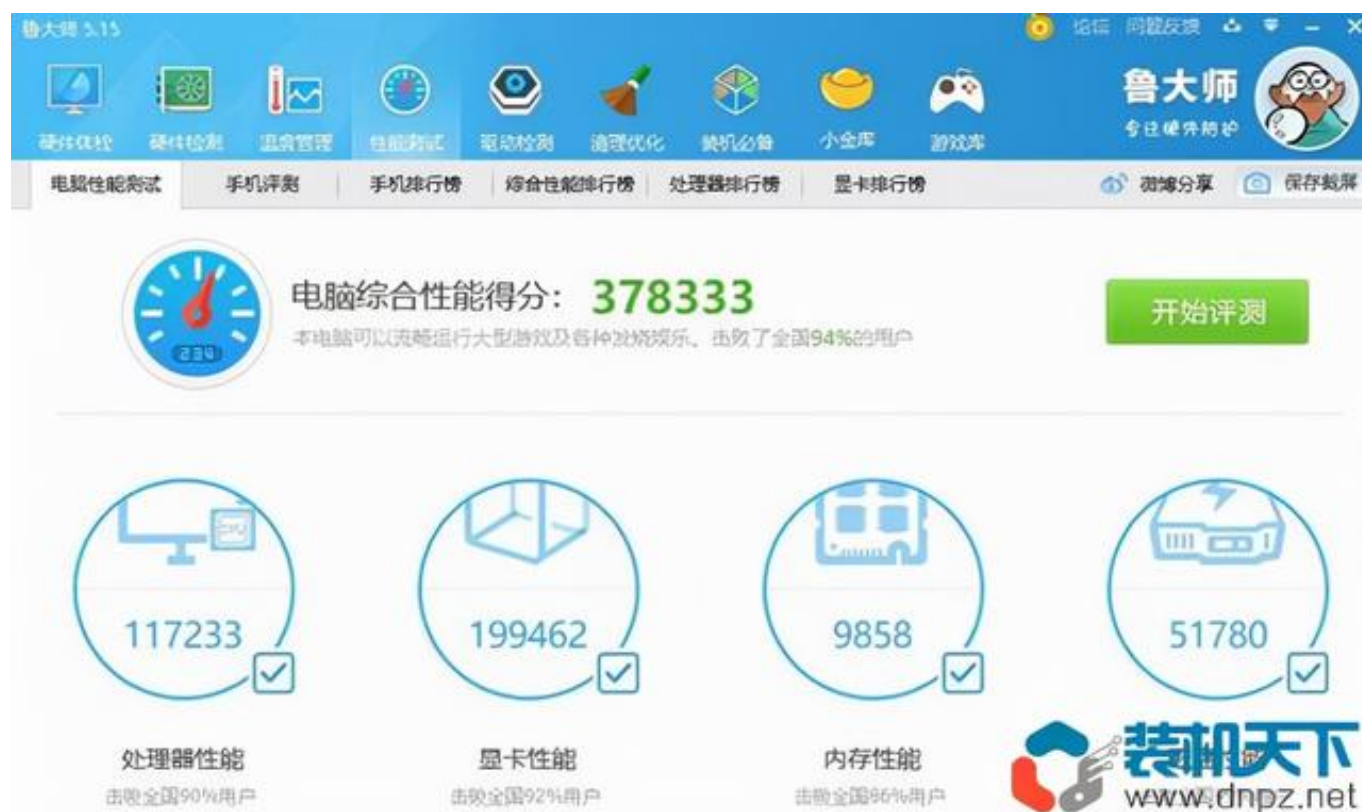 鲁大师 5.15
论坛 问题反馈
硬件体检 硬件检测 温度管理 性能测试 驱动检测 清理优化 装机必备 小金库 游戏库
鲁大师
专注硬件防护
电脑性能测试 手机评测 手机排行榜 综合性能排行榜 处理器排行榜 显卡排行榜 微博分享 保存截屏
电脑综合性能得分：378333
本电脑可以流畅运行大型游戏及各种发烧娱乐。击败了全国94%的用户
开始评测
117233 199462 9858 51780
处理器性能 显卡性能 内存性能
击败全国90%用户 击败全国92%用户 击败全国86%用户
装机天下
www.dnpz.net